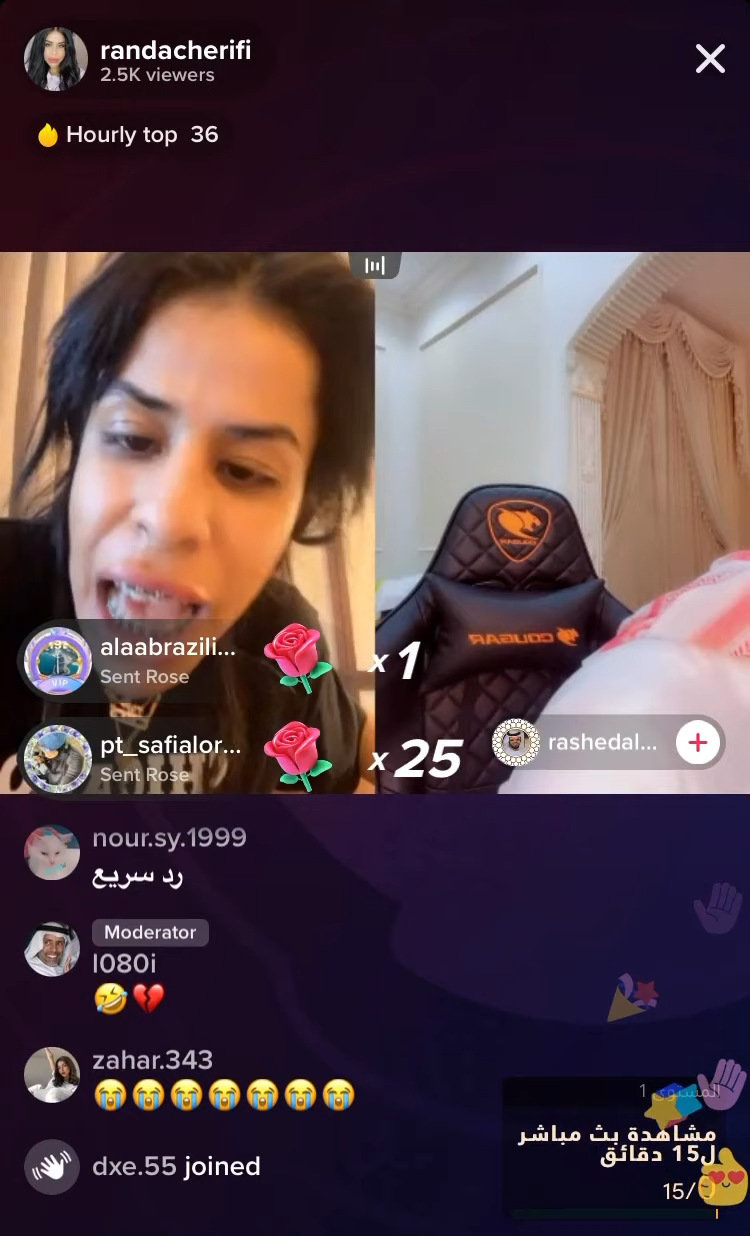 randacherifi
2.5K viewers
Hourly top 36
COUGAR
alaabrazili...
Sent Rose
x1
pt_safialor...
Sent Rose
x25
rashedal...
nour.sy.1999
رد سريع
Moderator
l080i
zahar.343
dxe.55 joined
المستوى 1
مشاهدة بث مباشر
ل15 دقائق
15/0